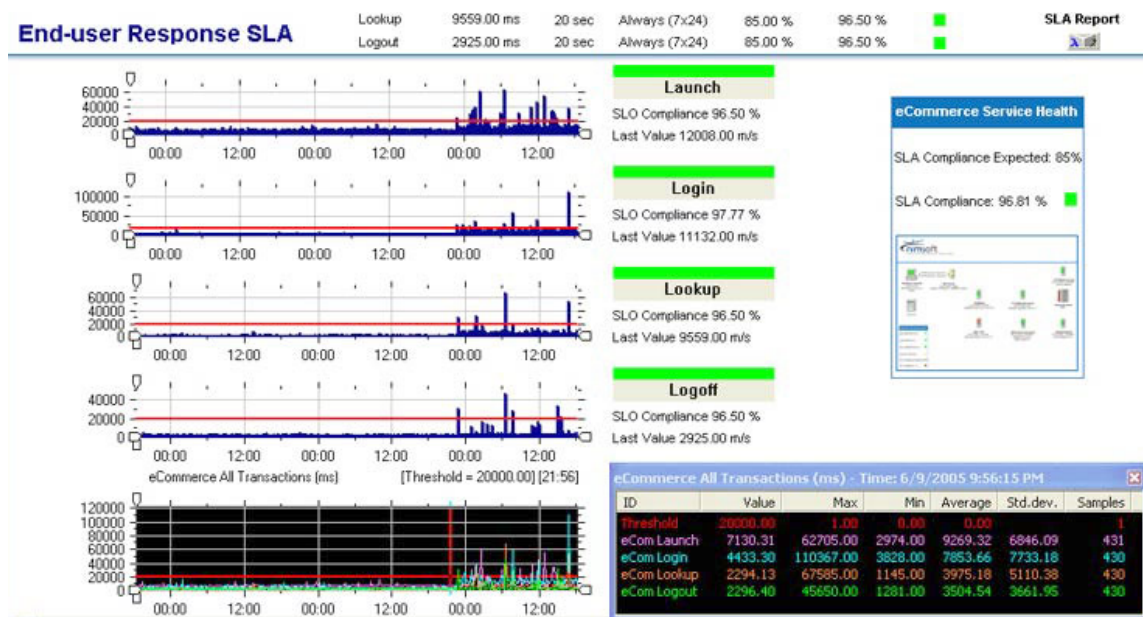 End-user Response SLA
Lookup 9559.00 ms 20 sec Always (7x24) 85.00 % 96.50 %
Logout 2925.00 ms 20 sec Always (7x24) 85.00 % 96.50 %
SLA Report
60000
40000
20000
0
00:00 12:00 00:00 12:00 00:00 12:00
Launch
SLO Compliance 96.50 %
Last Value 12008.00 m/s
100000
50000
0
00:00 12:00 00:00 12:00 00:00 12:00
Login
SLO Compliance 97.77 %
Last Value 11132.00 m/s
60000
40000
20000
0
00:00 12:00 00:00 12:00 00:00 12:00
Lookup
SLO Compliance 96.50 %
Last Value 9559.00 m/s
40000
20000
0
00:00 12:00 00:00 12:00 00:00 12:00
Logoff
SLO Compliance 96.50 %
Last Value 2925.00 m/s
eCommerce Service Health
SLA Compliance Expected: 85%
SLA Compliance: 96.81 %
nimsoft
eCommerce All Transactions (ms) [Threshold = 20000.00] [21:56]
120000
100000
80000
60000
40000
20000
0
00:00 12:00 00:00 12:00 00:00 12:00
eCommerce All Transactions (ms) - Time: 6/9/2005 9:56:15 PM
ID Value Max Min Average Std.dev. Samples
Threshold 20000.00 1.00 0.00 0.00 1
eCom Launch 7130.31 62705.00 2974.00 9269.32 6846.09 431
eCom Login 4433.30 110367.00 3828.00 7853.66 7733.18 430
eCom Lookup 2294.13 67585.00 1145.00 3975.18 5110.38 430
eCom Logout 2296.40 45650.00 1281.00 3504.54 3661.95 430